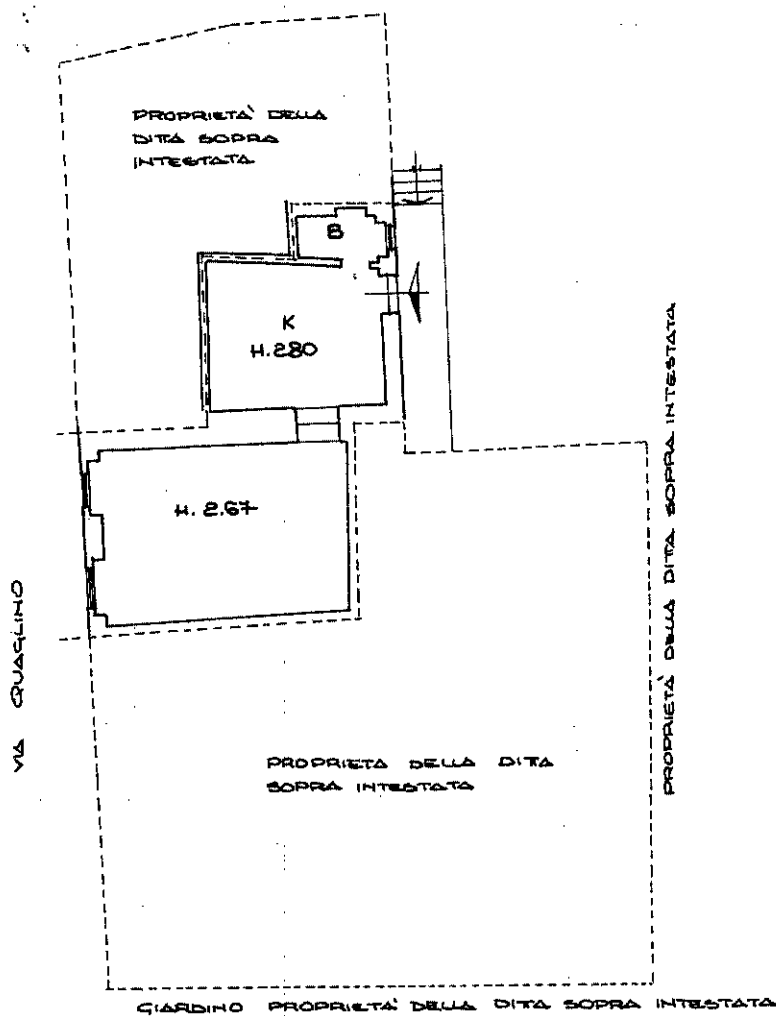 PROPRIETA' DELLA
DITTA SOPRA
INTESTATA
B
K
H. 280
H. 2.67
VIA QUAGLINO
PROPRIETA' DELLA DITTA SOPRA INTESTATA
PROPRIETA DELLA DITTA
SOPRA INTESTATA
GIARDINO PROPRIETA' DELLA DITTA SOPRA INTESTATA